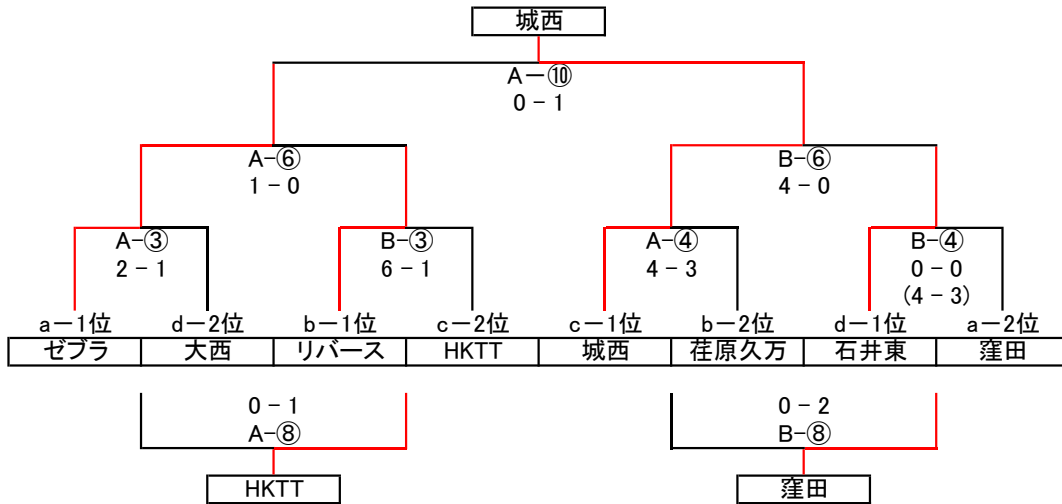 城西
A－⑩
0－1
A-⑥
1－0
B-⑥
4－0
A-③
2－1
B-③
6－1
A-④
4－3
B-④
0－0
(4－3)
a－1位 d－2位 b－1位 c－2位 c－1位 b－2位 d－1位 a－2位
ゼブラ 大西 リバース HKTT 城西 荏原久万 石井東 窪田
0－1
A-⑧
0－2
B-⑧
HKTT
窪田